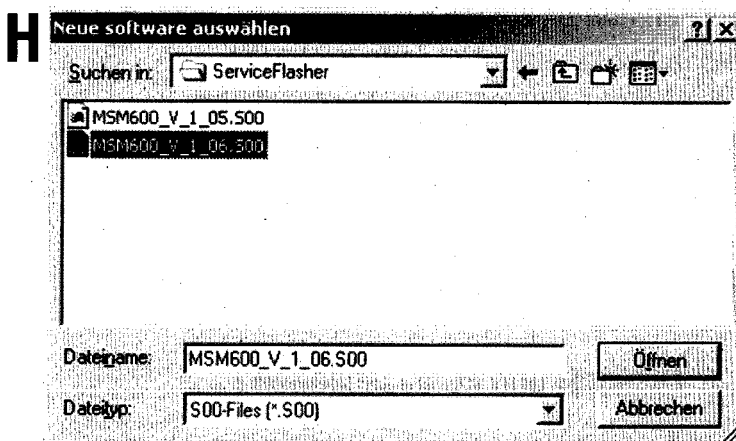 H
Neue software auswählen
Suchen in: ServiceFlasher
MSM600_V_1_05.S00
MSM600_V_1_06.S00
Dateiname: MSM600_V_1_06.S00 Öffnen
Dateityp: S00-Files (*.S00) Abbrechen